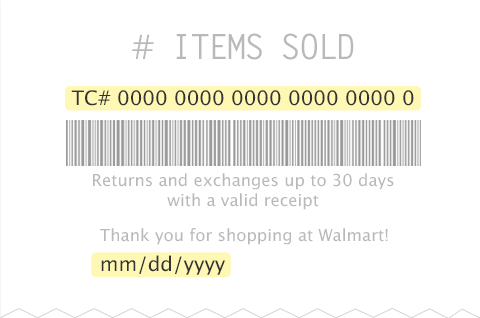 # ITEMS SOLD
TC# 0000 0000 0000 0000 0000 0
Returns and exchanges up to 30 days
with a valid receipt
Thank you for shopping at Walmart!
mm/dd/yyyy